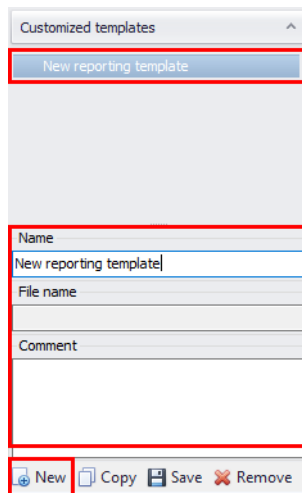 Customized templates
New reporting template
Name
New reporting template
File name
Comment
New Copy Save Remove